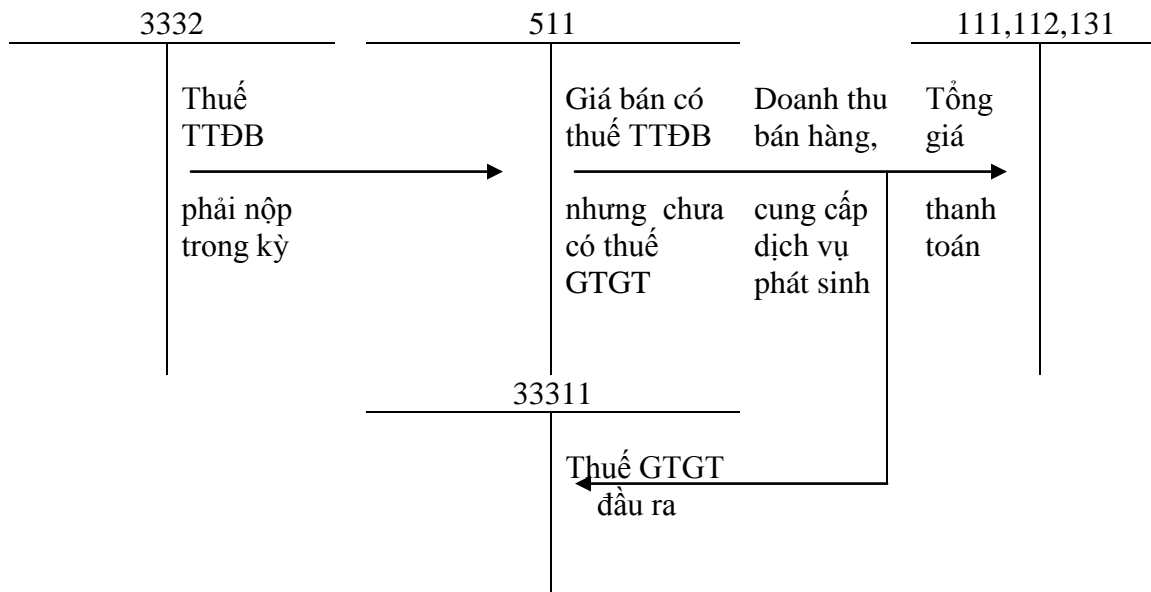 3332
511
111,112,131
Thuế
TTĐB
phải nộp
trong kỳ
Giá bán có
thuế TTĐB
nhưng chưa
có thuế
GTGT
Doanh thu
bán hàng,
cung cấp
dịch vụ
phát sinh
Tổng
giá
thanh
toán
33311
Thuế GTGT
đầu ra